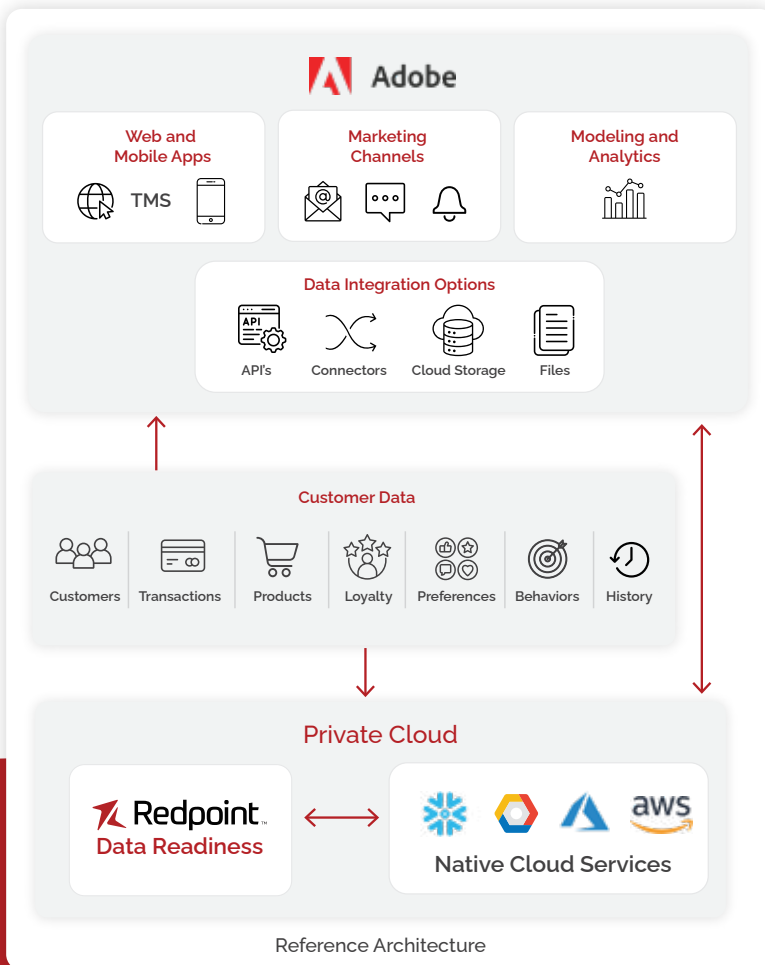 Adobe
Web and
Mobile Apps
TMS
Marketing
Channels
@
Modeling and
Analytics
Data Integration Options
API
API's
Connectors
Cloud Storage
Files
Customer Data
Customers
Transactions
Products
Loyalty
Preferences
Behaviors
History
Private Cloud
Redpoint
Data Readiness
aws
Native Cloud Services
Reference Architecture